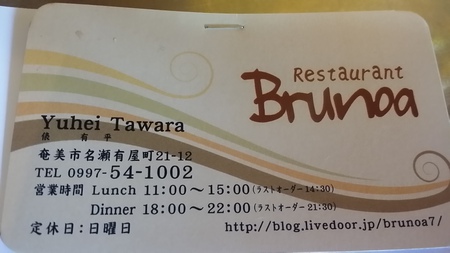 Restaurant
Brunoa
Yuhei Tawara
俵 有 平
奄美市名瀬有屋町21-12
TEL 0997-54-1002
営業時間 Lunch 11:00～15:00(ラストオーダー14:30)
Dinner 18:00～22:00(ラストオーダー21:30)
定休日:日曜日 http://blog.livedoor.jp/brunoa7/